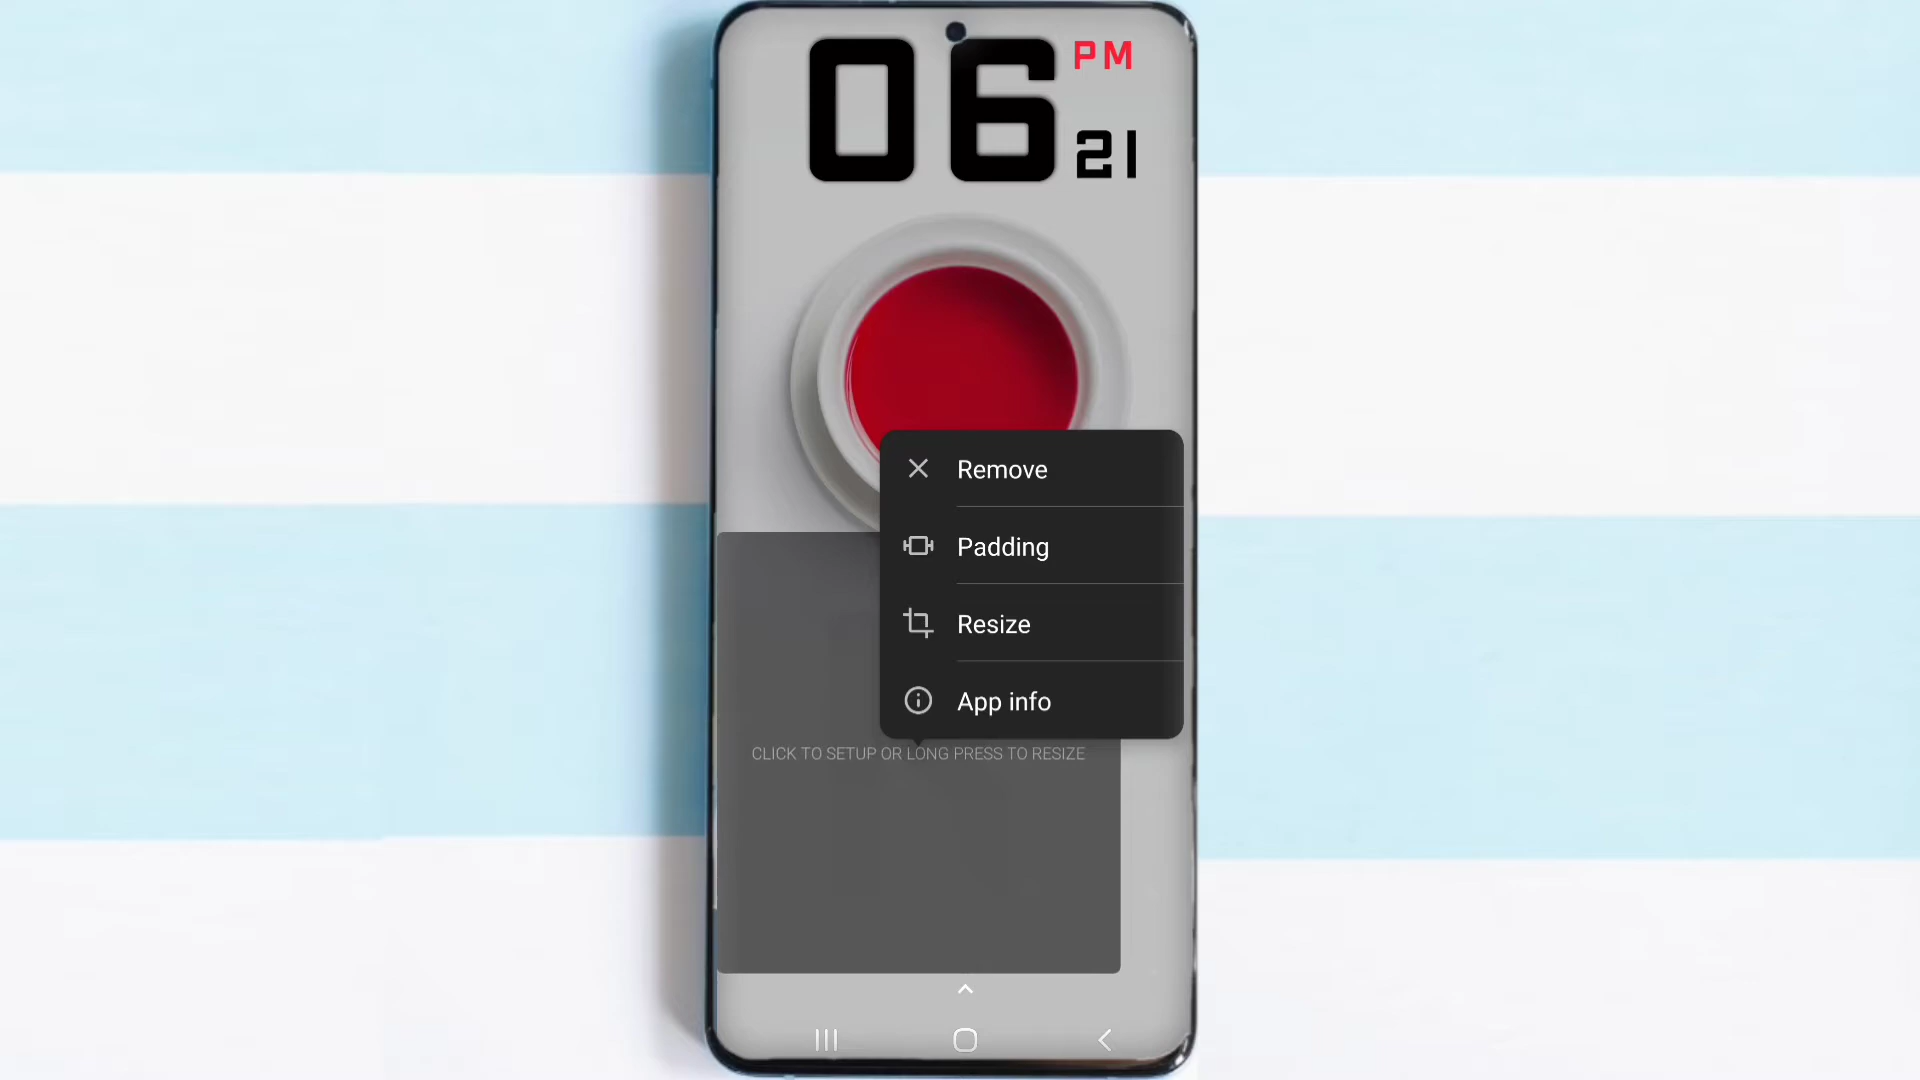 06 PM
21
Remove
Padding
Resize
App info
CLICK TO SETUP OR LONG PRESS TO RESIZE